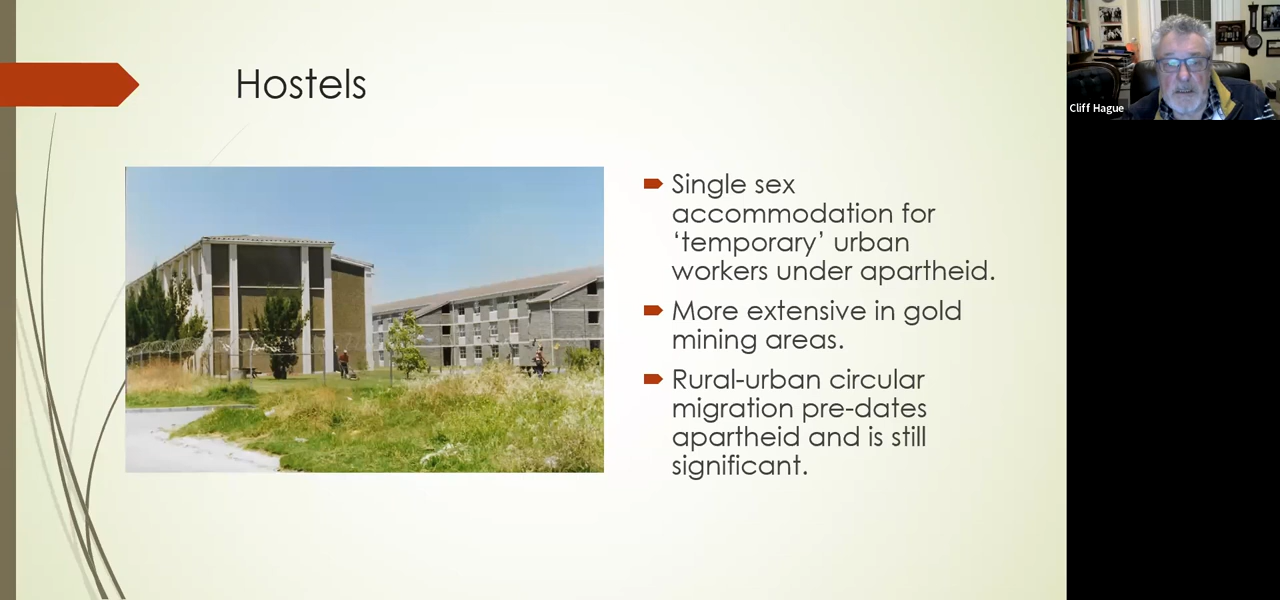 Hostels
Single sex
accommodation for
‘temporary’ urban
workers under apartheid.
More extensive in gold
mining areas.
Rural-urban circular
migration pre-dates
apartheid and is still
significant.
Cliff Hague